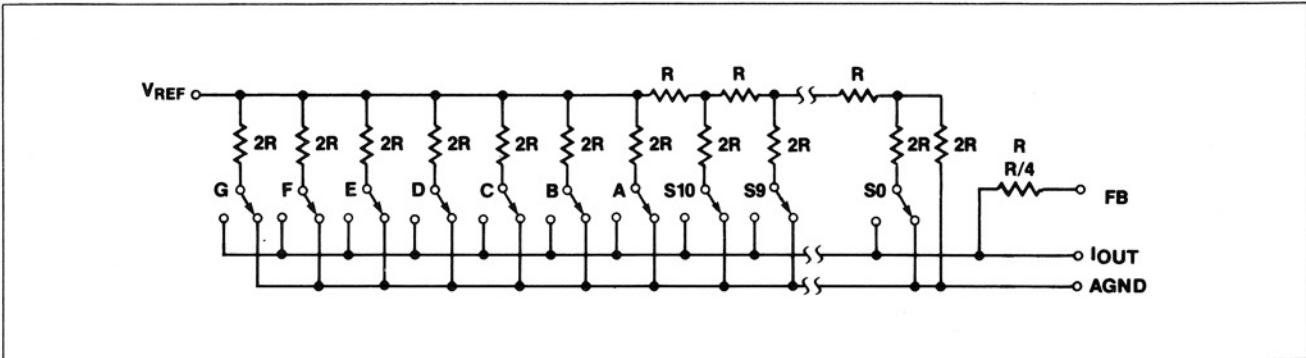 R R R
VREF
2R 2R 2R 2R 2R 2R 2R 2R 2R 2R 2R
R
R/4
G F E D C B A S10 S9 S0
FB
IOUT
AGND